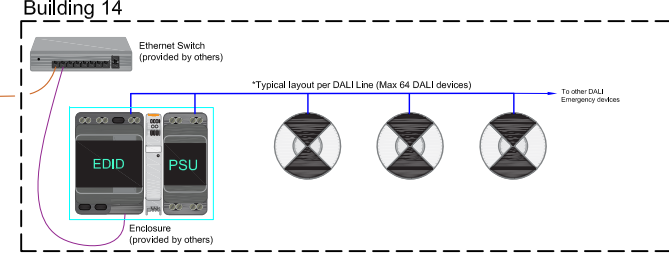 Building 14
Ethernet Switch
(provided by others)
*Typical layout per DALI Line (Max 64 DALI devices)
To other DALI
Emergency devices
EDID
PSU
Enclosure
(provided by others)